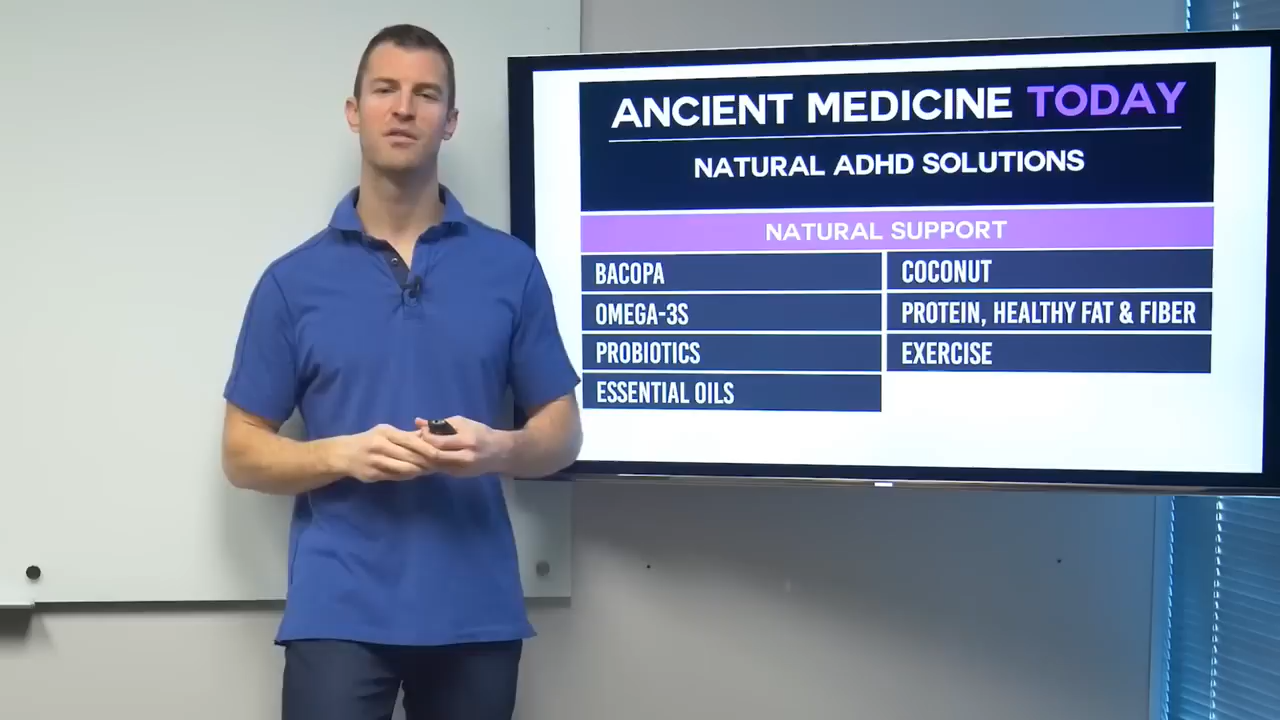 ANCIENT MEDICINE TODAY
NATURAL ADHD SOLUTIONS
NATURAL SUPPORT
BACOPA
COCONUT
OMEGA-3S
PROTEIN, HEALTHY FAT & FIBER
PROBIOTICS
EXERCISE
ESSENTIAL OILS